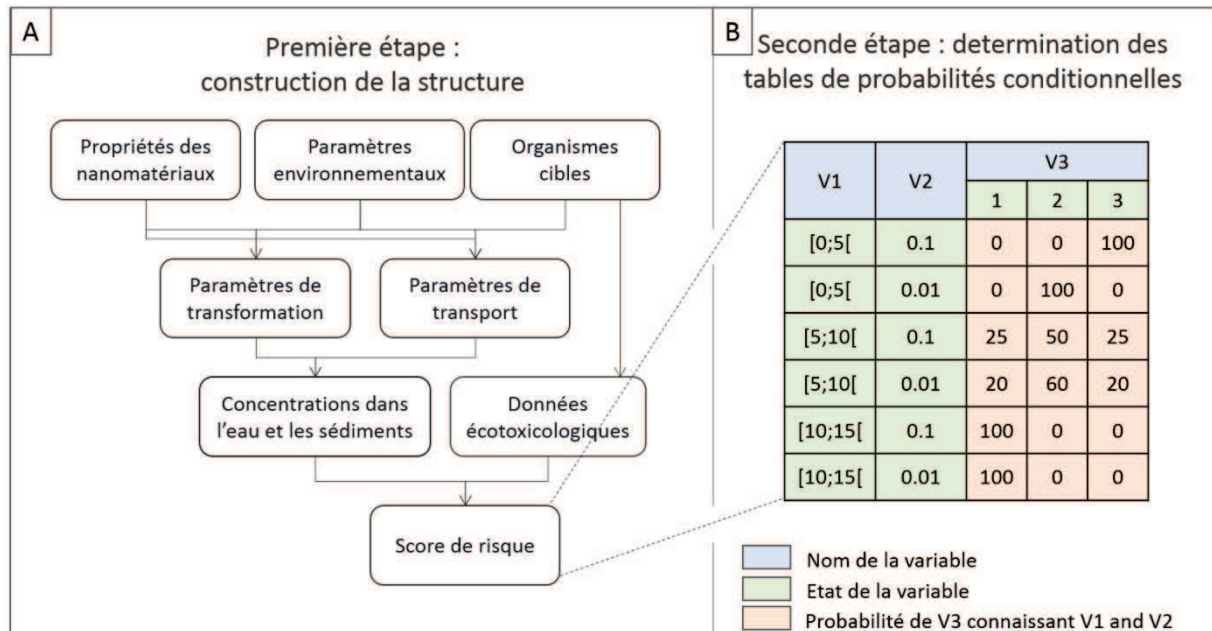 A
Première étape :
construction de la structure
Propriétés des
nanomatériaux
Paramètres
environnementaux
Organismes
cibles
Paramètres de
transformation
Paramètres de
transport
Concentrations dans
l'eau et les sédiments
Données
écotoxicologiques
Score de risque
B
Seconde étape : determination des
tables de probabilités conditionnelles
V1 V2 V3
1 2 3
[0;5[ 0.1 0 0 100
[0;5[ 0.01 0 100 0
[5;10[ 0.1 25 50 25
[5;10[ 0.01 20 60 20
[10;15[ 0.1 100 0 0
[10;15[ 0.01 100 0 0
Nom de la variable
Etat de la variable
Probabilité de V3 connaissant V1 and V2